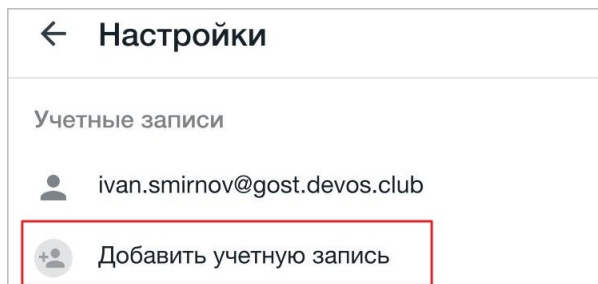 Настройки
Учетные записи
ivan.smirnov@gost.devos.club
Добавить учетную запись